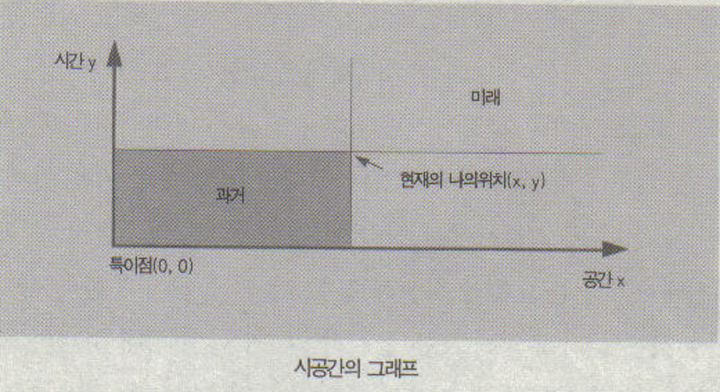 시간 y
미래
현재의 나의위치(x, y)
과거
특이점(0, 0)
공간 x
시공간의 그래프